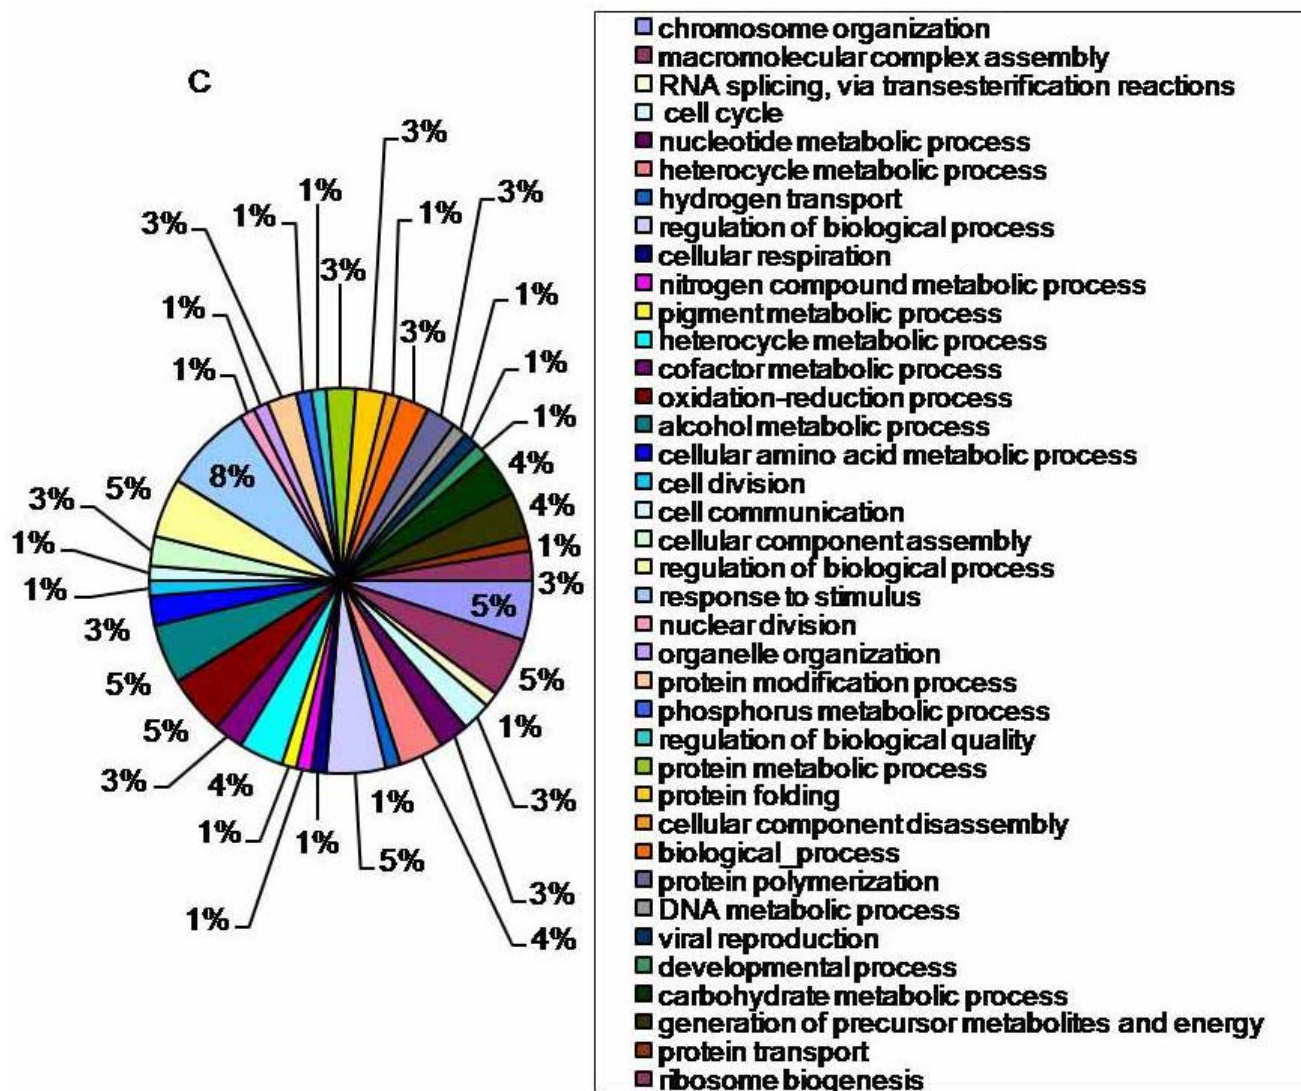 C
3%
1%
3%
3%
1%
1%
3%
1%
3%
1%
3%
1%
1%
1%
1%
4%
8%
5%
3%
4%
1%
1%
3%
1%
5%
3%
5%
5%
1%
5%
3%
4%
3%
1%
1%
1%
5%
3%
1%
4%
chromosome organization
macromolecular complex assembly
RNA splicing, via transesterification reactions
cell cycle
nucleotide metabolic process
heterocycle metabolic process
hydrogen transport
regulation of biological process
cellular respiration
nitrogen compound metabolic process
pigment metabolic process
heterocycle metabolic process
cofactor metabolic process
oxidation-reduction process
alcohol metabolic process
cellular amino acid metabolic process
cell division
cell communication
cellular component assembly
regulation of biological process
response to stimulus
nuclear division
organelle organization
protein modification process
phosphorus metabolic process
regulation of biological quality
protein metabolic process
protein folding
cellular component disassembly
biological_process
protein polymerization
DNA metabolic process
viral reproduction
developmental process
carbohydrate metabolic process
generation of precursor metabolites and energy
protein transport
ribosome biogenesis